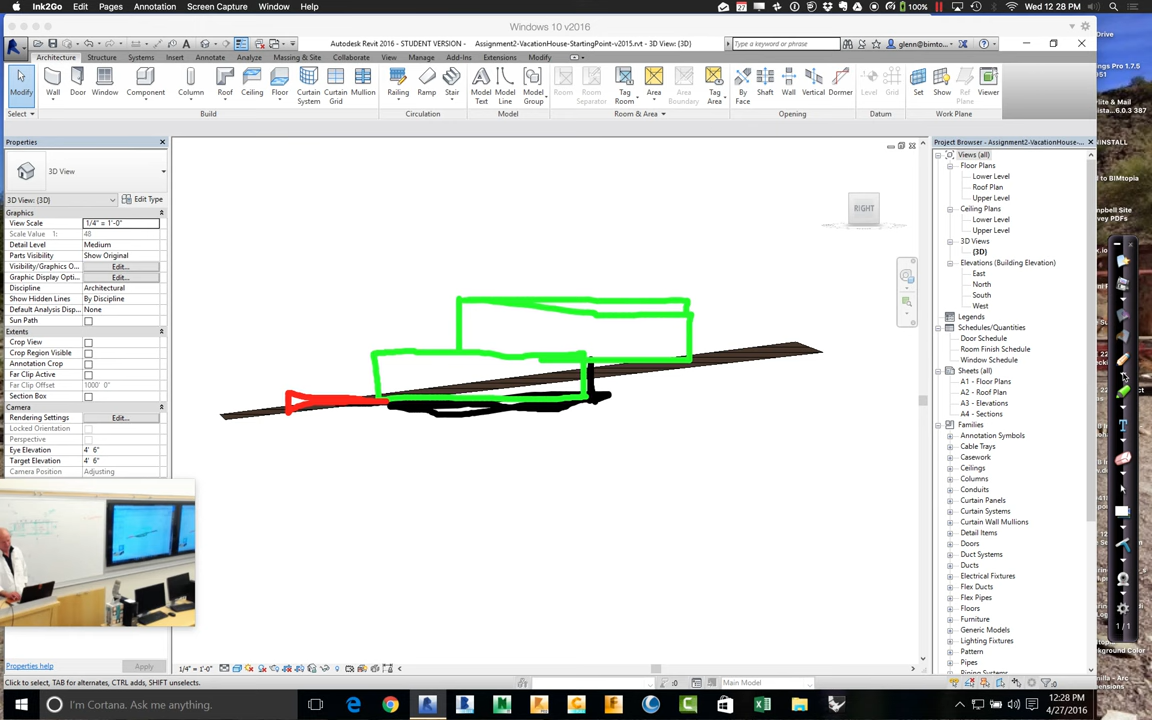 Ink2Go Edit Pages Annotation Screen Capture Window Help
100% Wed 12 28 PM
Windows 10 v2016
Autodesk Revit 2016 - STUDENT VERSION - Assignment2-VacationHouse-StartingPoint-v2015.rvt - 3D View: {3D}
Type a keyword or phrase
glenn@bimto...
Architecture Structure Systems Insert Annotate Analyze Massing & Site Collaborate View Manage Add-Ins Extensions Modify
Modify Wall Door Window Component Column Roof Ceiling Floor Curtain System Curtain Grid Mullion Railing Ramp Stair Model Text Model Line Model Group Room Room Separator Tag Room Area Area Boundary Tag Area By Face Shaft Wall Vertical Dormer Level Grid Set Show Ref Plane Viewer
Select Build Circulation Model Room & Area Opening Datum Work Plane
Properties
3D View
3D View: {3D} Edit Type
Graphics
View Scale 1/4" = 1'-0"
Scale Value 1: 48
Detail Level Medium
Parts Visibility Show Original
Visibility/Graphics O... Edit...
Graphic Display Opti... Edit...
Discipline Architectural
Show Hidden Lines By Discipline
Default Analysis Disp... None
Sun Path
Extents
Crop View
Crop Region Visible
Annotation Crop
Far Clip Active
Far Clip Offset 1000' 0"
Section Box
Camera
Rendering Settings Edit...
Locked Orientation
Perspective
Eye Elevation 4' 6"
Target Elevation 4' 6"
Camera Position Adjusting
Properties help Apply
RIGHT
Project Browser - Assignment2-VacationHouse-...
Views (all)
Floor Plans
Lower Level
Roof Plan
Upper Level
Ceiling Plans
Lower Level
Upper Level
3D Views
{3D}
Elevations (Building Elevation)
East
North
South
West
Legends
Schedules/Quantities
Door Schedule
Room Finish Schedule
Window Schedule
Sheets (all)
A1 - Floor Plans
A2 - Roof Plan
A3 - Elevations
A4 - Sections
Families
Annotation Symbols
Cable Trays
Casework
Ceilings
Columns
Conduits
Curtain Panels
Curtain Systems
Curtain Wall Mullions
Detail Items
Doors
Duct Systems
Ducts
Electrical Fixtures
Flex Ducts
Flex Pipes
Floors
Furniture
Generic Models
Lighting Fixtures
Mechanical Equipment
Pattern
Pipes
1/4" = 1'-0"
Click to select, TAB for alternates, CTRL adds, SHIFT unselects.
:0 Main Model :0
1 / 1
I'm Cortana. Ask me anything.
12:28 PM
4/27/2016